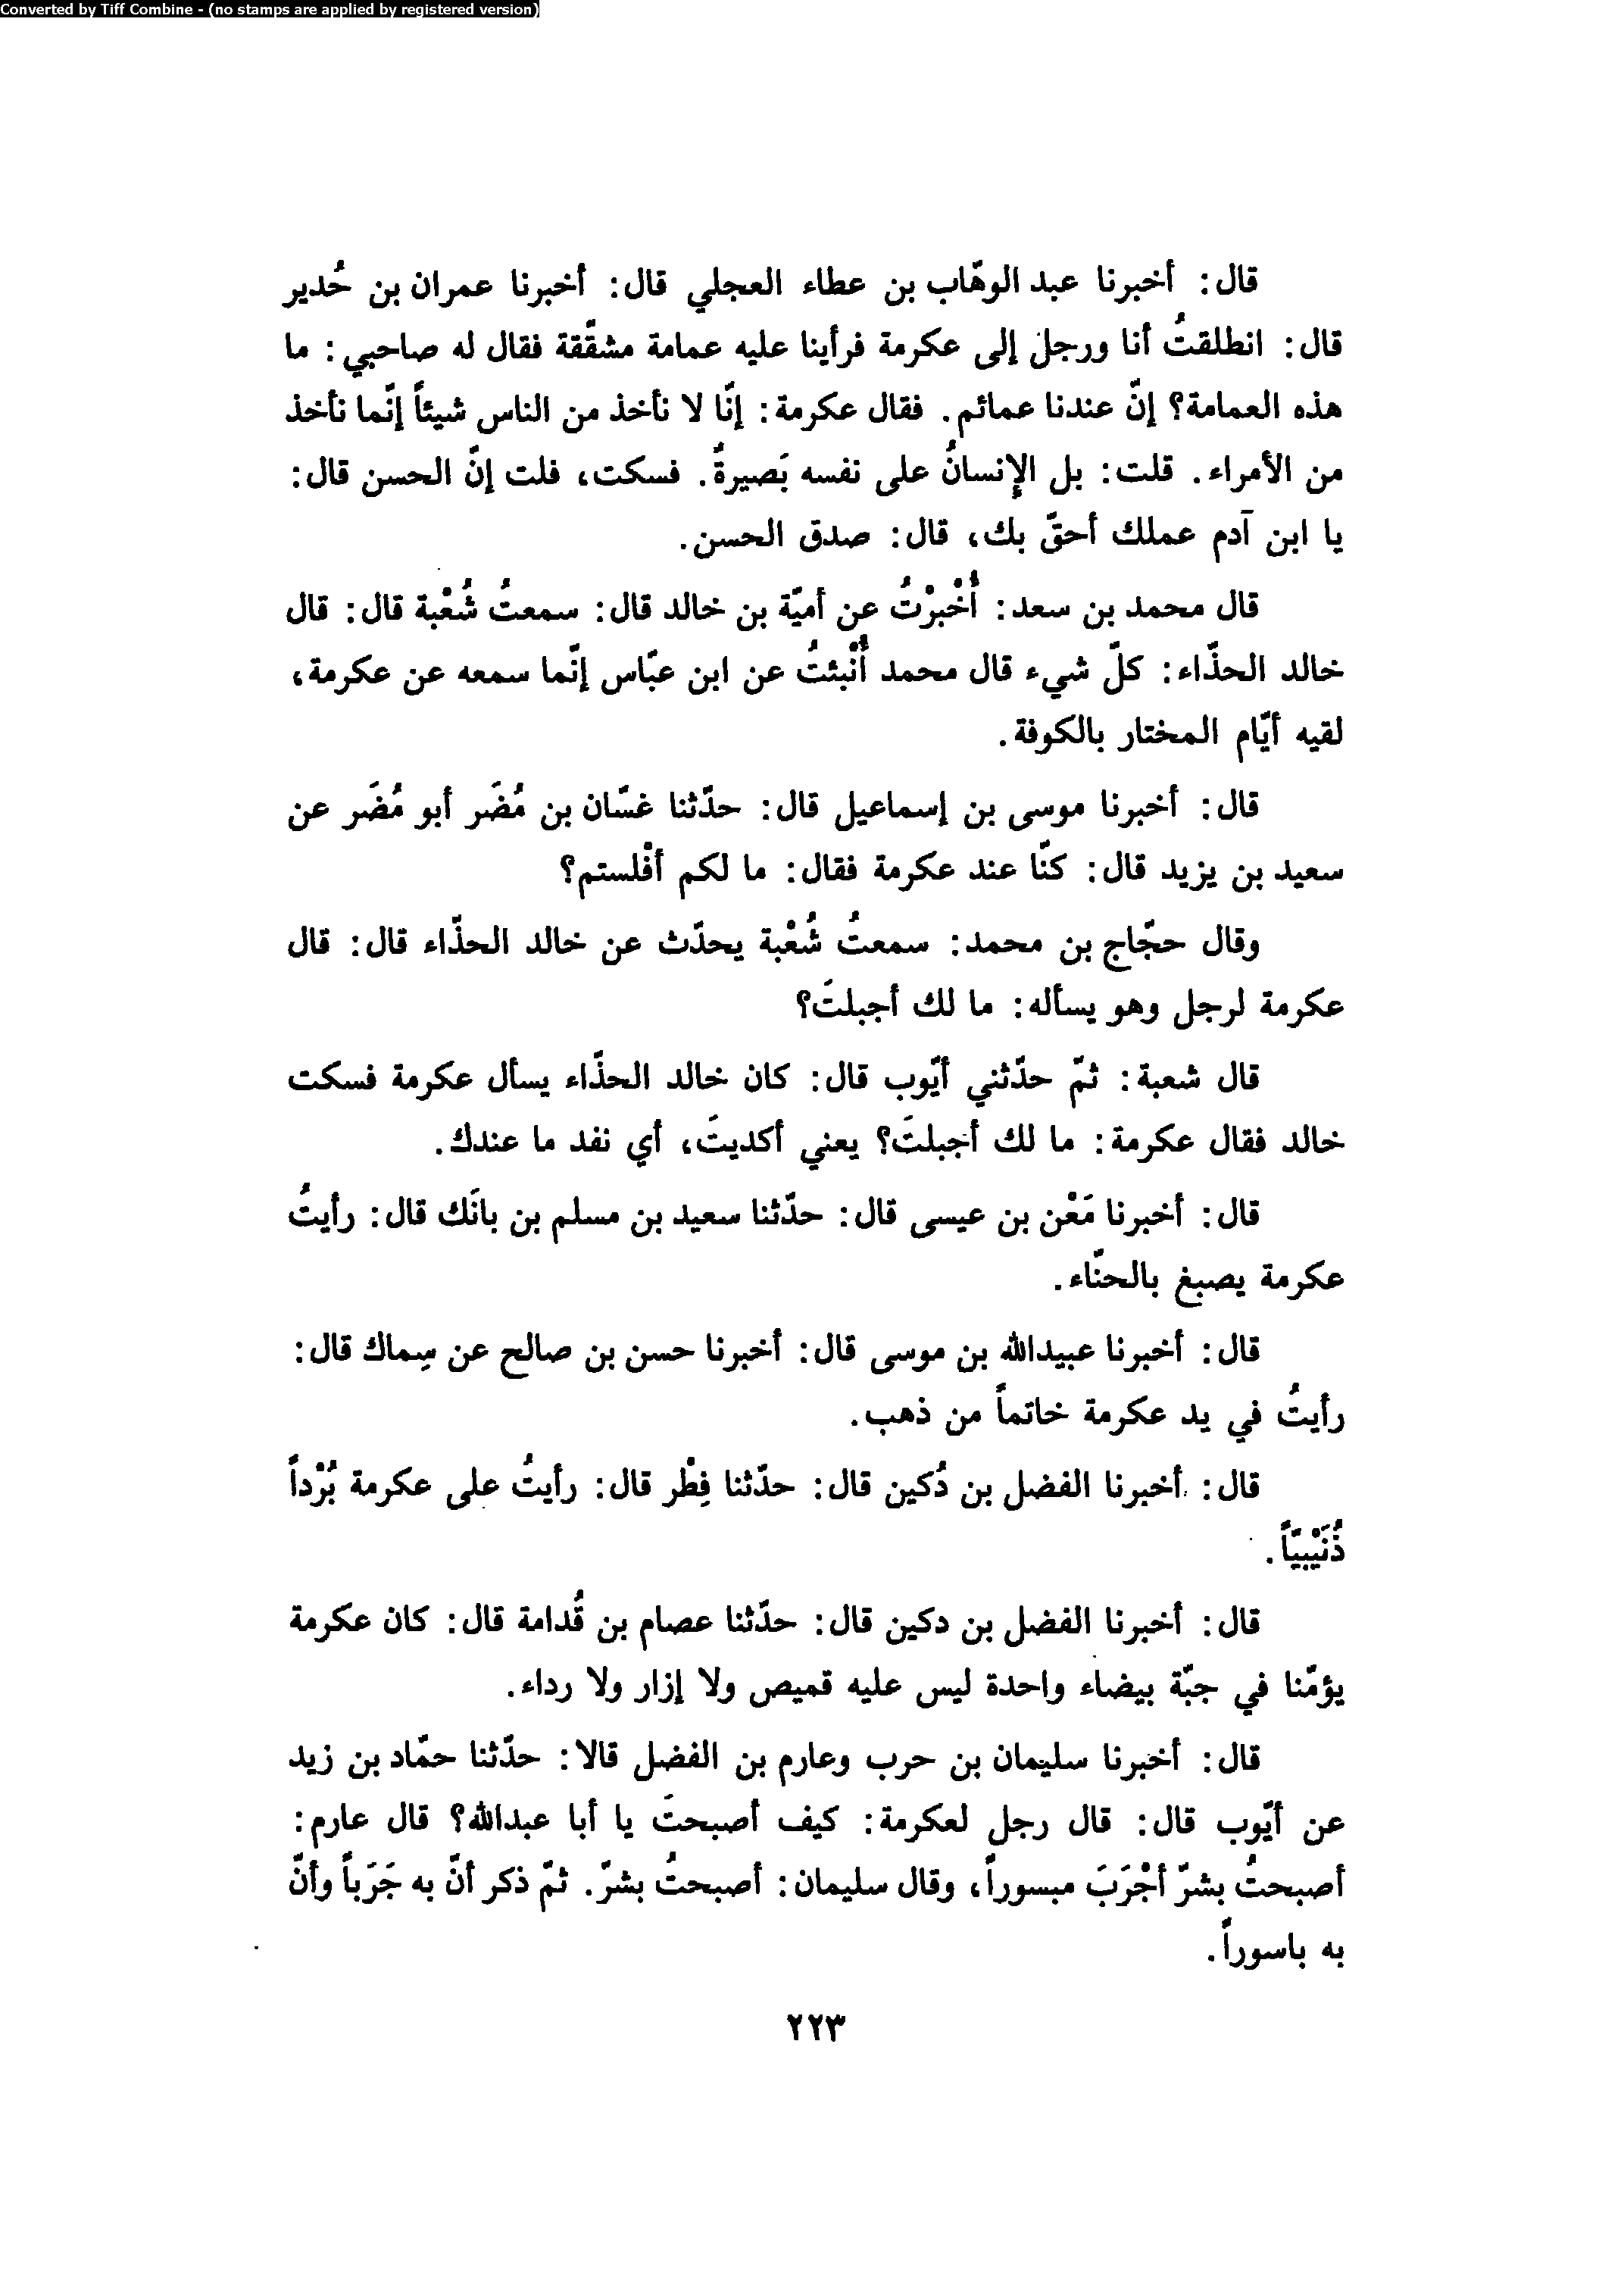 Converted by Tiff Combine - (no stamps are applied by registered version)
قال: أخبرنا عبد الوهّاب بن عطاء العجلي قال: أخبرنا عمران بن حُدير
قال: انطلقتُ أنا ورجل إلى عكرمة فرأينا عليه عمامة مشقّقة فقال له صاحبي: ما
هذه العمامة؟ إنّ عندنا عمائم. فقال عكرمة: إنّا لا نأخذ من الناس شيئاً إنّما نأخذ
من الأمراء. قلت: بل الإنسانُ على نفسه بَصيرةٌ. فسكت، فلت إنّ الحسن قال:
يا ابن آدم عملك أحقّ بك، قال: صدق الحسن.
قال محمد بن سعد: أُخْبرْتُ عن أميّة بن خالد قال: سمعتُ شُعْبة قال: قال
خالد الحذّاء: كلّ شيء قال محمد أُنْبئتُ عن ابن عبّاس إنّما سمعه عن عكرمة،
لقيه أيّام المختار بالكوفة.
قال: أخبرنا موسى بن إسماعيل قال: حدّثنا غسّان بن مُضَر أبو مُضَر عن
سعيد بن يزيد قال: كنّا عند عكرمة فقال: ما لكم أفْلستم؟
وقال حجّاج بن محمد: سمعتُ شُعْبة يحدّث عن خالد الحذّاء قال: قال
عكرمة لرجل وهو يسأله: ما لك أجبلتَ؟
قال شعبة: ثمّ حدّثني أيّوب قال: كان خالد الحذّاء يسأل عكرمة فسكت
خالد فقال عكرمة: ما لك أجبلتَ؟ يعني أكديتَ، أي نفد ما عندك.
قال: أخبرنا مَعْن بن عيسى قال: حدّثنا سعيد بن مسلم بن بانَك قال: رأيتُ
عكرمة يصبغ بالحنّاء.
قال: أخبرنا عبيدالله بن موسى قال: أخبرنا حسن بن صالح عن سِماك قال:
رأيتُ في يد عكرمة خاتماً من ذهب.
قال: أخبرنا الفضل بن دُكين قال: حدّثنا فِطْر قال: رأيتُ على عكرمة بُرْداً
ذُنَيْبيّاً.
قال: أخبرنا الفضل بن دكين قال: حدّثنا عصام بن قُدامة قال: كان عكرمة
يؤمّنا في جبّة بيضاء واحدة ليس عليه قميص ولا إزار ولا رداء.
قال: أخبرنا سليمان بن حرب وعارم بن الفضل قالا: حدّثنا حمّاد بن زيد
عن أيّوب قال: قال رجل لعكرمة: كيف أصبحتَ يا أبا عبدالله؟ قال عارم:
أصبحتُ بشرّ أجْرَبَ مبسوراً، وقال سليمان: أصبحتُ بشرّ. ثمّ ذكر أنّ به جَرَباً وأنّ
به باسوراً.
٢٢٣